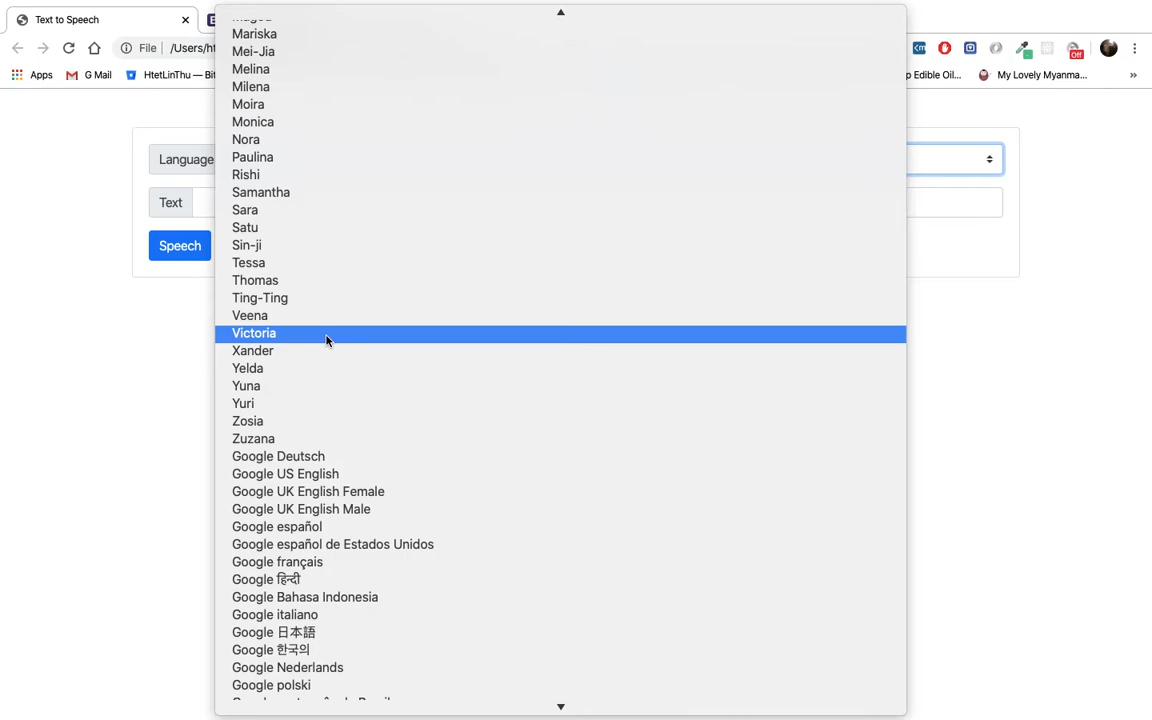 Text to Speech
File
/Users/ht
Apps
G Mail
HtetLinThu — Bit
p Edible Oil...
My Lovely Myanma...
Off
Language
Text
Speech
Mariska
Mei-Jia
Melina
Milena
Moira
Monica
Nora
Paulina
Rishi
Samantha
Sara
Satu
Sin-ji
Tessa
Thomas
Ting-Ting
Veena
Victoria
Xander
Yelda
Yuna
Yuri
Zosia
Zuzana
Google Deutsch
Google US English
Google UK English Female
Google UK English Male
Google español
Google español de Estados Unidos
Google français
Google हिन्दी
Google Bahasa Indonesia
Google italiano
Google 日本語
Google 한국의
Google Nederlands
Google polski